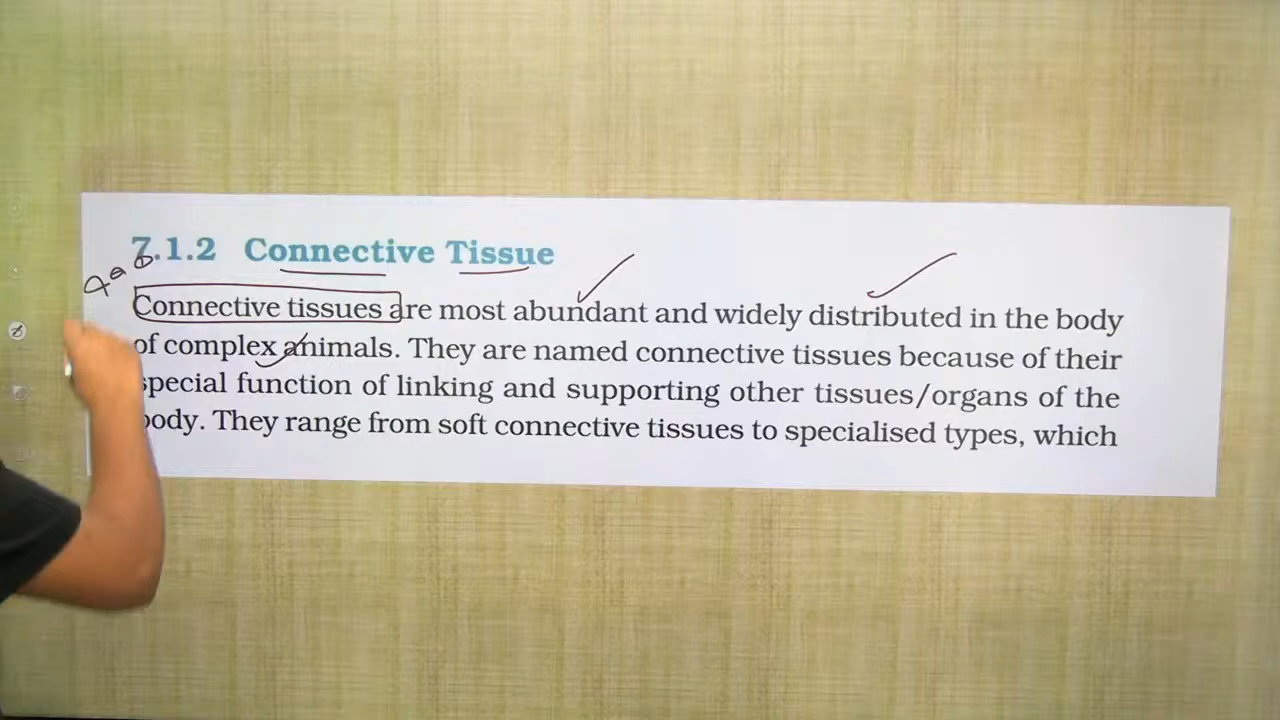 7.1.2 Connective Tissue
Connective tissues are most abundant and widely distributed in the body
of complex animals. They are named connective tissues because of their
special function of linking and supporting other tissues/organs of the
body. They range from soft connective tissues to specialised types, which